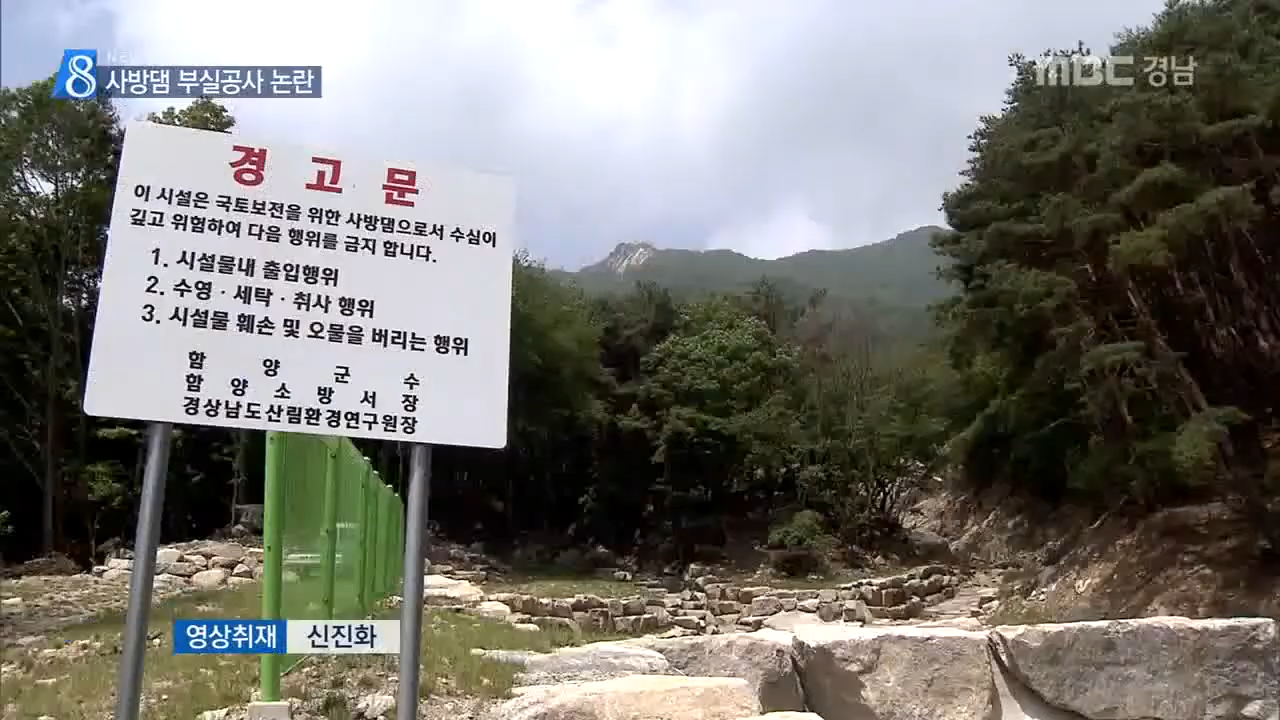 8 사방댐 부실공사 논란
MBC 경남
경고문
이 시설은 국토보전을 위한 사방댐으로서 수심이
깊고 위험하여 다음 행위를 금지 합니다.
1. 시설물내 출입행위
2. 수영·세탁·취사 행위
3. 시설물 훼손 및 오물을 버리는 행위
함양군수
함양소방서장
경상남도산림환경연구원장
영상취재 신진화